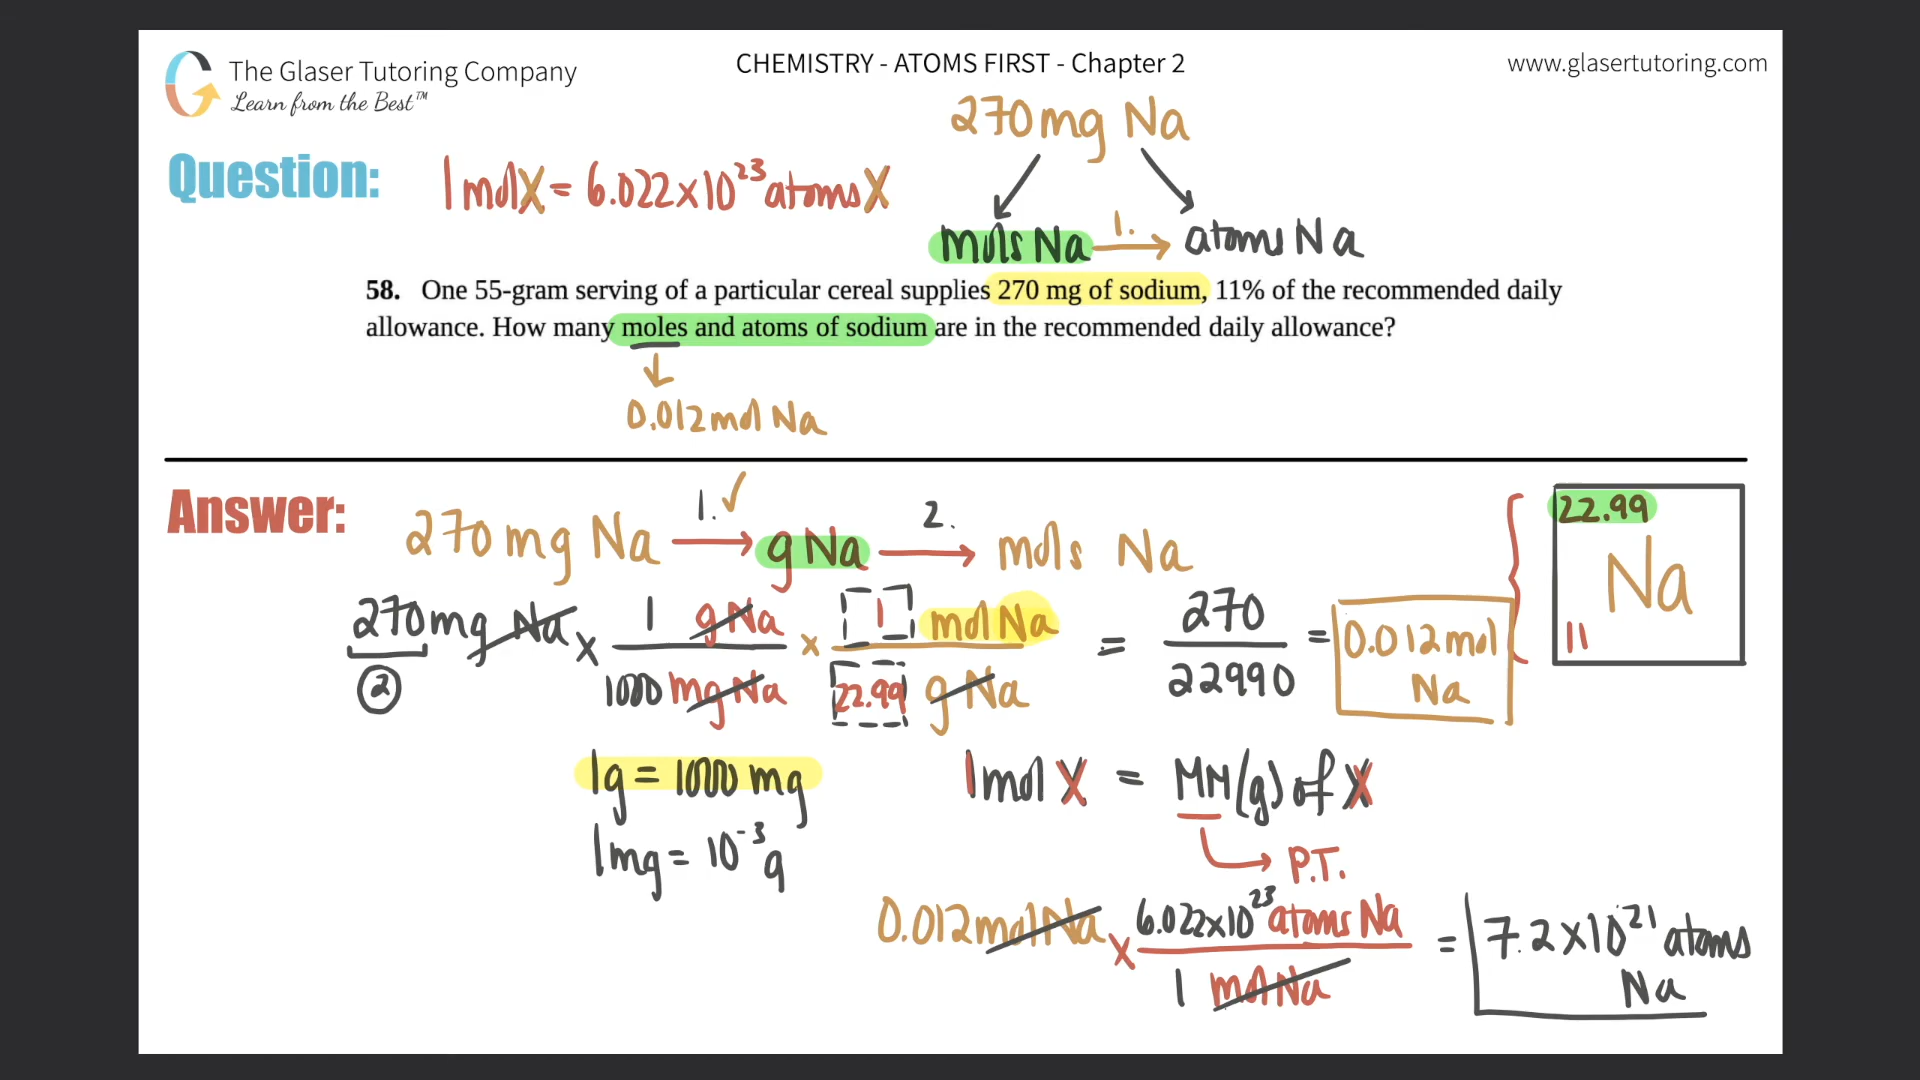 The Glaser Tutoring Company
Learn from the Best™
CHEMISTRY - ATOMS FIRST - Chapter 2
www.glasertutoring.com
270 mg Na
Question:
1 mol X = 6.022 x 10²³ atoms X
mols Na 1. atoms Na
58. One 55-gram serving of a particular cereal supplies 270 mg of sodium, 11% of the recommended daily
allowance. How many moles and atoms of sodium are in the recommended daily allowance?
0.012 mol Na
Answer:
1. ✓ 2.
270 mg Na → g Na → mols Na
22.99
Na
11
270 mg Na x 1 g Na / 1000 mg Na x 1 mol Na / 22.99 g Na = 270 / 22990 = 0.012 mol Na
②
1g = 1000 mg
1mg = 10⁻³ g
1 mol X = MM(g) of X
P.T.
0.012 mol Na x 6.022x10²³ atoms Na / 1 mol Na = 7.2 x 10²¹ atoms Na